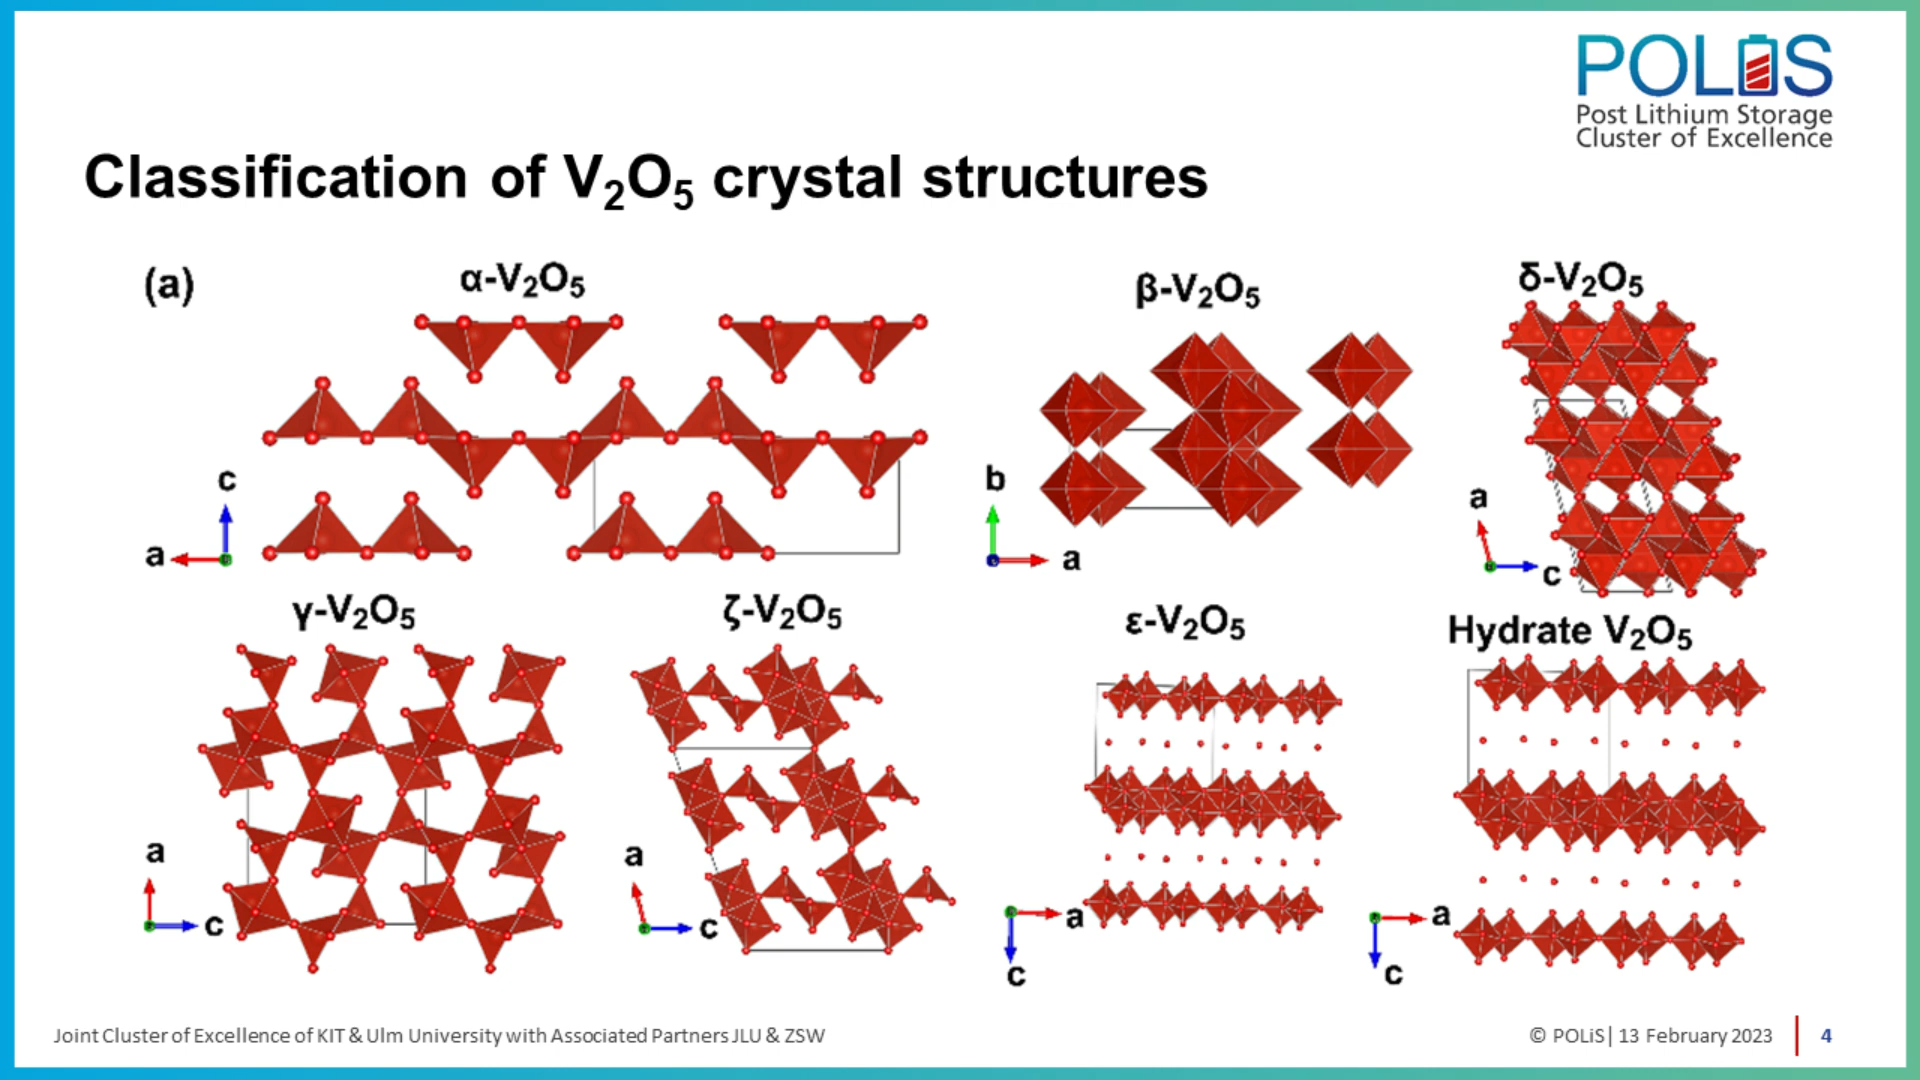 POLiS
Post Lithium Storage
Cluster of Excellence
Classification of V₂O₅ crystal structures
(a)
α-V₂O₅
β-V₂O₅
δ-V₂O₅
c
a
b
a
a
c
γ-V₂O₅
ζ-V₂O₅
ε-V₂O₅
Hydrate V₂O₅
a
c
a
c
a
c
a
c
Joint Cluster of Excellence of KIT & Ulm University with Associated Partners JLU & ZSW
© POLiS| 13 February 2023
4